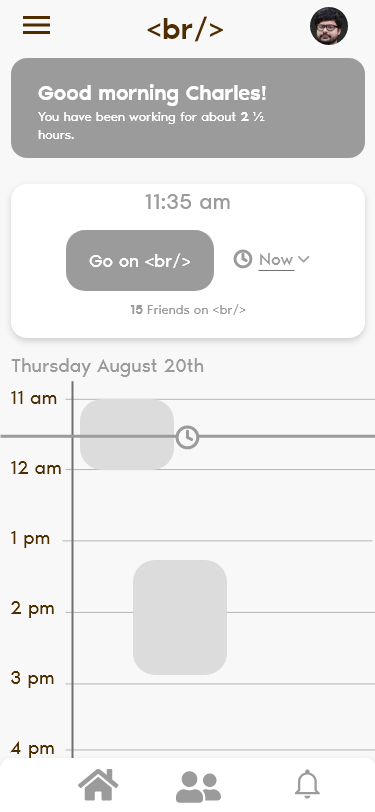 <br/>
Good morning Charles!
You have been working for about 2 ½
hours.
11:35 am
Go on <br/>
Now
15 Friends on <br/>
Thursday August 20th
11 am
12 am
1 pm
2 pm
3 pm
4 pm